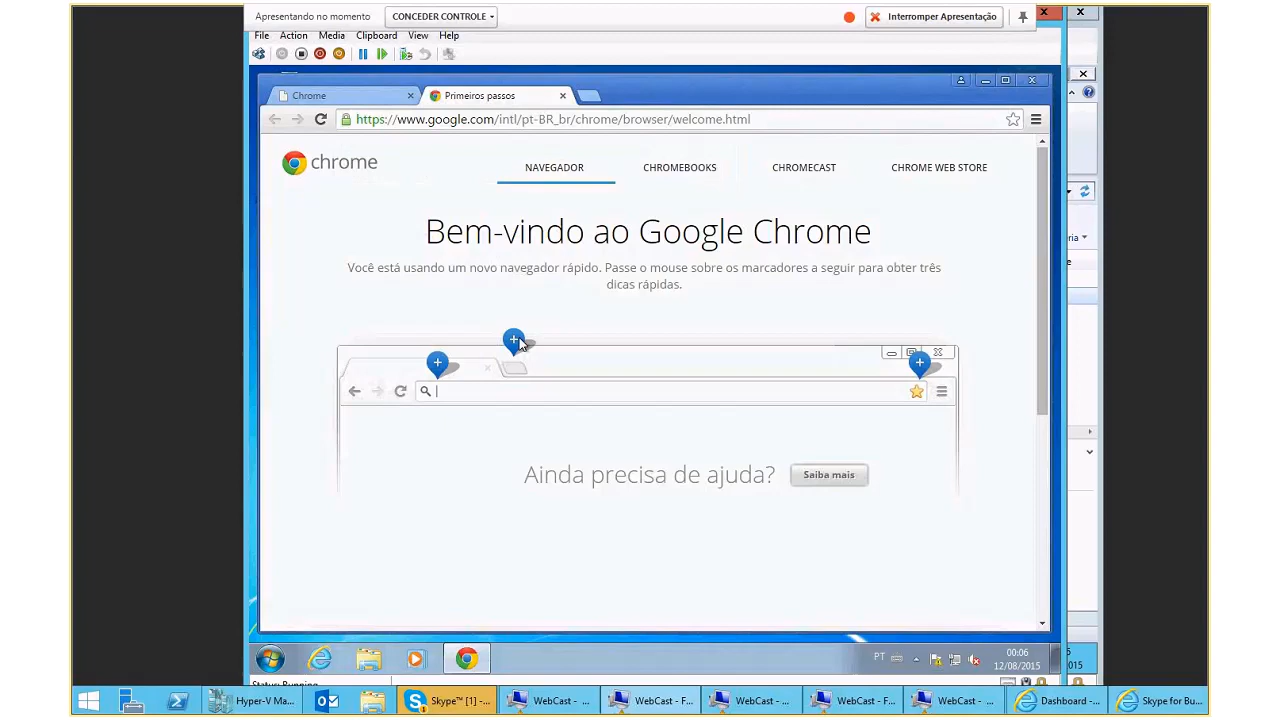 Apresentando no momento
CONCEDER CONTROLE
Interromper Apresentação
File Action Media Clipboard View Help
Chrome
Primeiros passos
https://www.google.com/intl/pt-BR_br/chrome/browser/welcome.html
chrome
NAVEGADOR
CHROMEBOOKS
CHROMECAST
CHROME WEB STORE
Bem-vindo ao Google Chrome
Você está usando um novo navegador rápido. Passe o mouse sobre os marcadores a seguir para obter três
dicas rápidas.
Ainda precisa de ajuda?
Saiba mais
PT
00:06
12/08/2015
Hyper-V Ma...
Skype™ [1] -...
WebCast - ...
WebCast - F...
WebCast - ...
WebCast - F...
WebCast - ...
Dashboard -...
Skype for Bu...